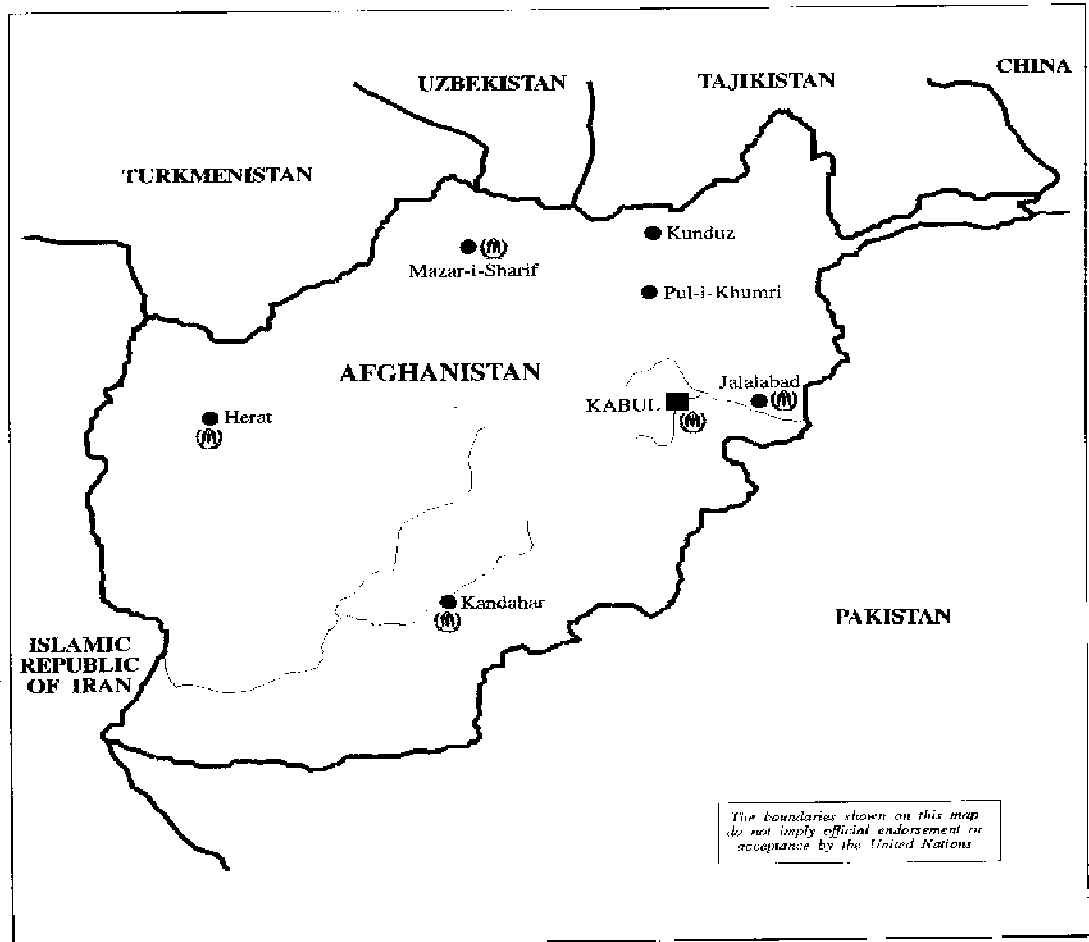 CHINA
UZBEKISTAN
TAJIKISTAN
TURKMENISTAN
Kunduz
Mazar-i-Sharif
Pul-i-Khumri
AFGHANISTAN
Jalalabad
KABUL
Herat
Kandahar
PAKISTAN
ISLAMIC
REPUBLIC
OF IRAN
The boundaries shown on this map
do not imply official endorsement or
acceptance by the United Nations